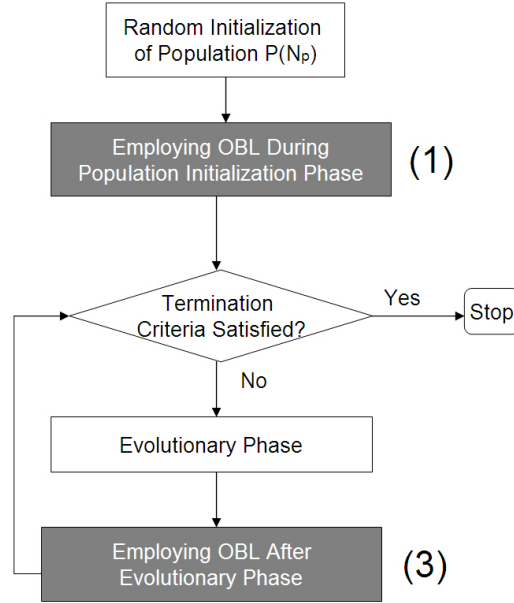 Random Initialization
of Population P(Np)
Employing OBL During
Population Initialization Phase
(1)
Termination
Criteria Satisfied?
Yes
Stop
No
Evolutionary Phase
Employing OBL After
Evolutionary Phase
(3)